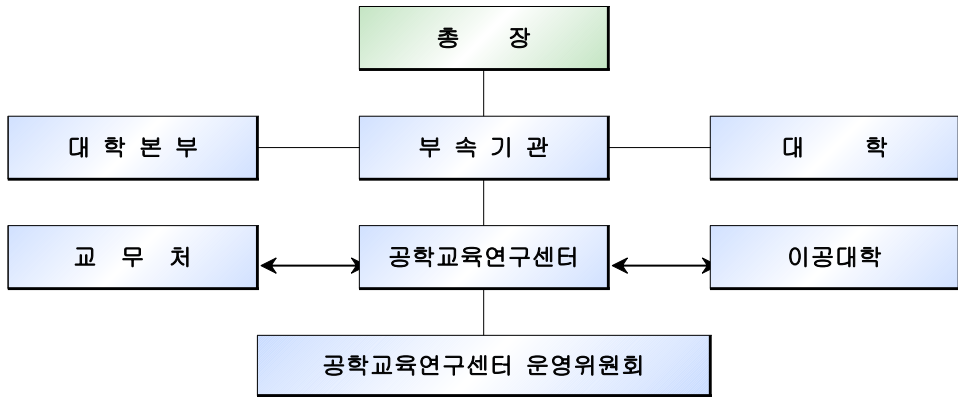 총 장
대 학 본 부
부 속 기 관
대 학
교 무 처
공학교육연구센터
이공대학
공학교육연구센터 운영위원회